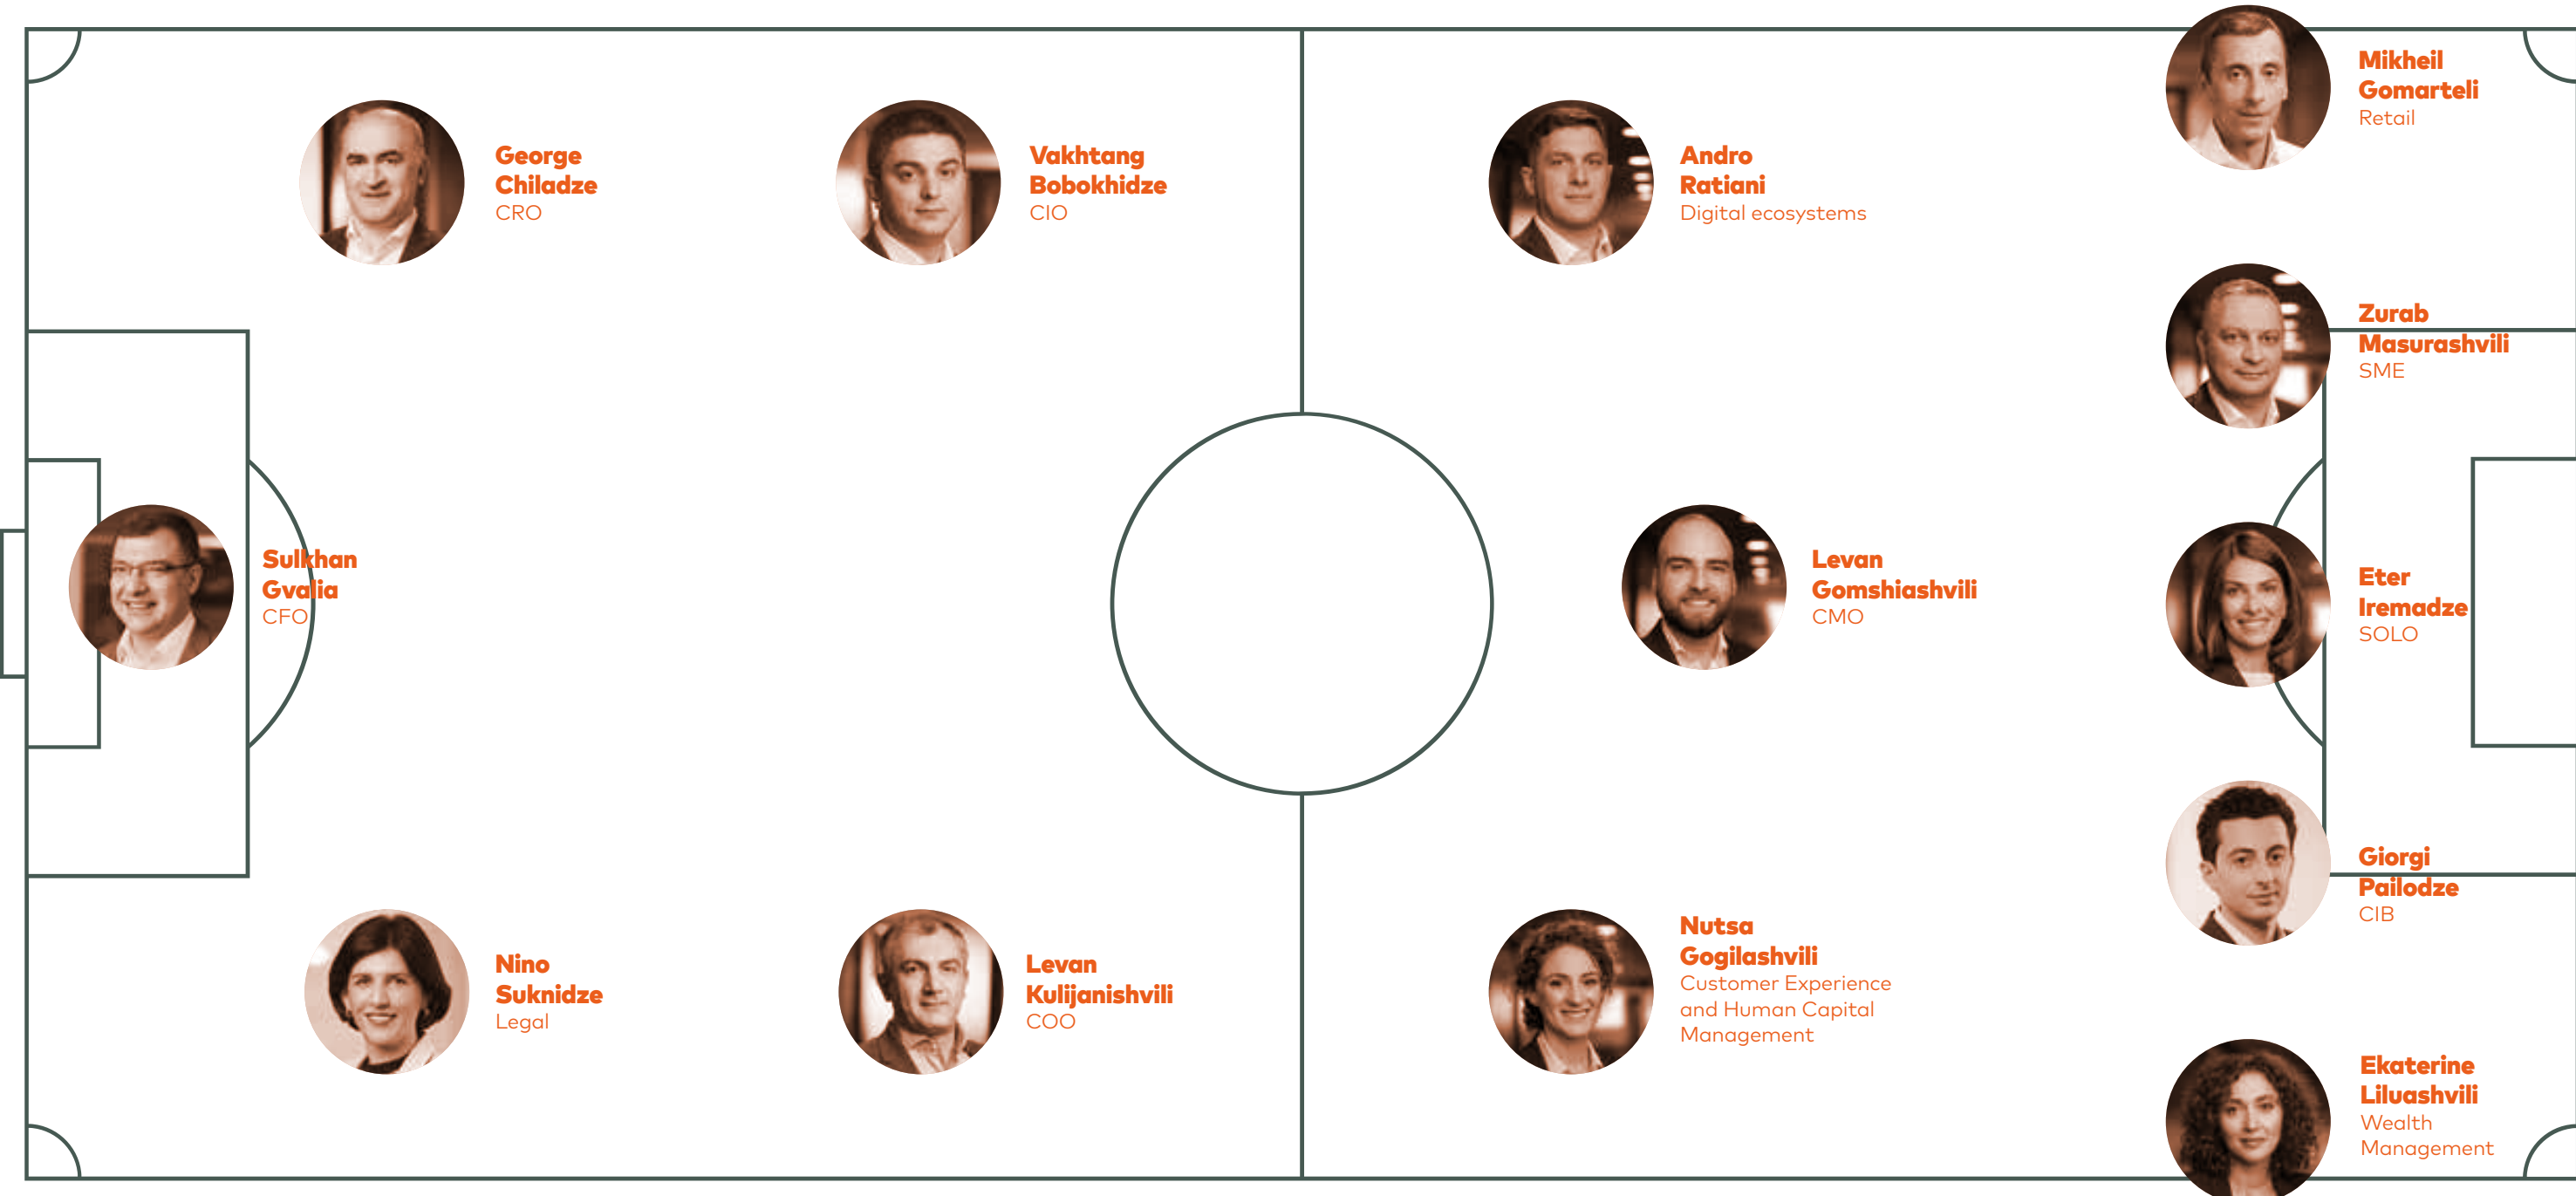 George
Chiladze
CRO
Vakhtang
Bobokhidze
CIO
Andro
Ratiani
Digital ecosystems
Mikheil
Gomarteli
Retail
Zurab
Masurashvili
SME
Sulkhan
Gvalia
CFO
Levan
Gomshiashvili
CMO
Eter
Iremadze
SOLO
Giorgi
Pailodze
CIB
Nino
Suknidze
Legal
Levan
Kulijanishvili
COO
Nutsa
Gogilashvili
Customer Experience
and Human Capital
Management
Ekaterine
Liluashvili
Wealth
Management